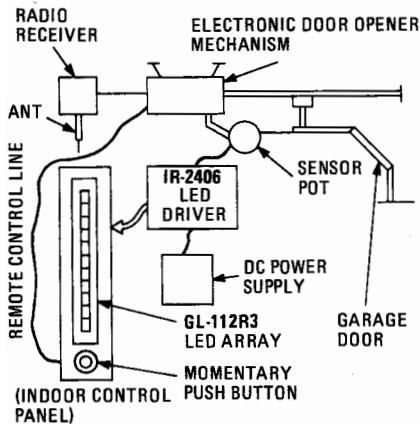 RADIO
RECEIVER
ELECTRONIC DOOR OPENER
MECHANISM
ANT
REMOTE CONTROL LINE
IR-2406
LED
DRIVER
SENSOR
POT
DC POWER
SUPPLY
GL-112R3
LED ARRAY
GARAGE
DOOR
MOMENTARY
PUSH BUTTON
(INDOOR CONTROL
PANEL)